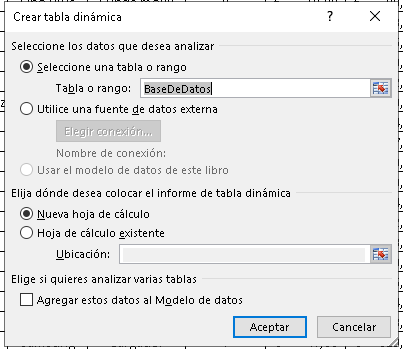 Crear tabla dinámica ? ×
Seleccione los datos que desea analizar
Seleccione una tabla o rango
Tabla o rango: BaseDeDatos
Utilice una fuente de datos externa
Elegir conexión...
Nombre de conexión:
Usar el modelo de datos de este libro
Elija dónde desea colocar el informe de tabla dinámica
Nueva hoja de cálculo
Hoja de cálculo existente
Ubicación:
Elige si quieres analizar varias tablas
Agregar estos datos al Modelo de datos
Aceptar Cancelar